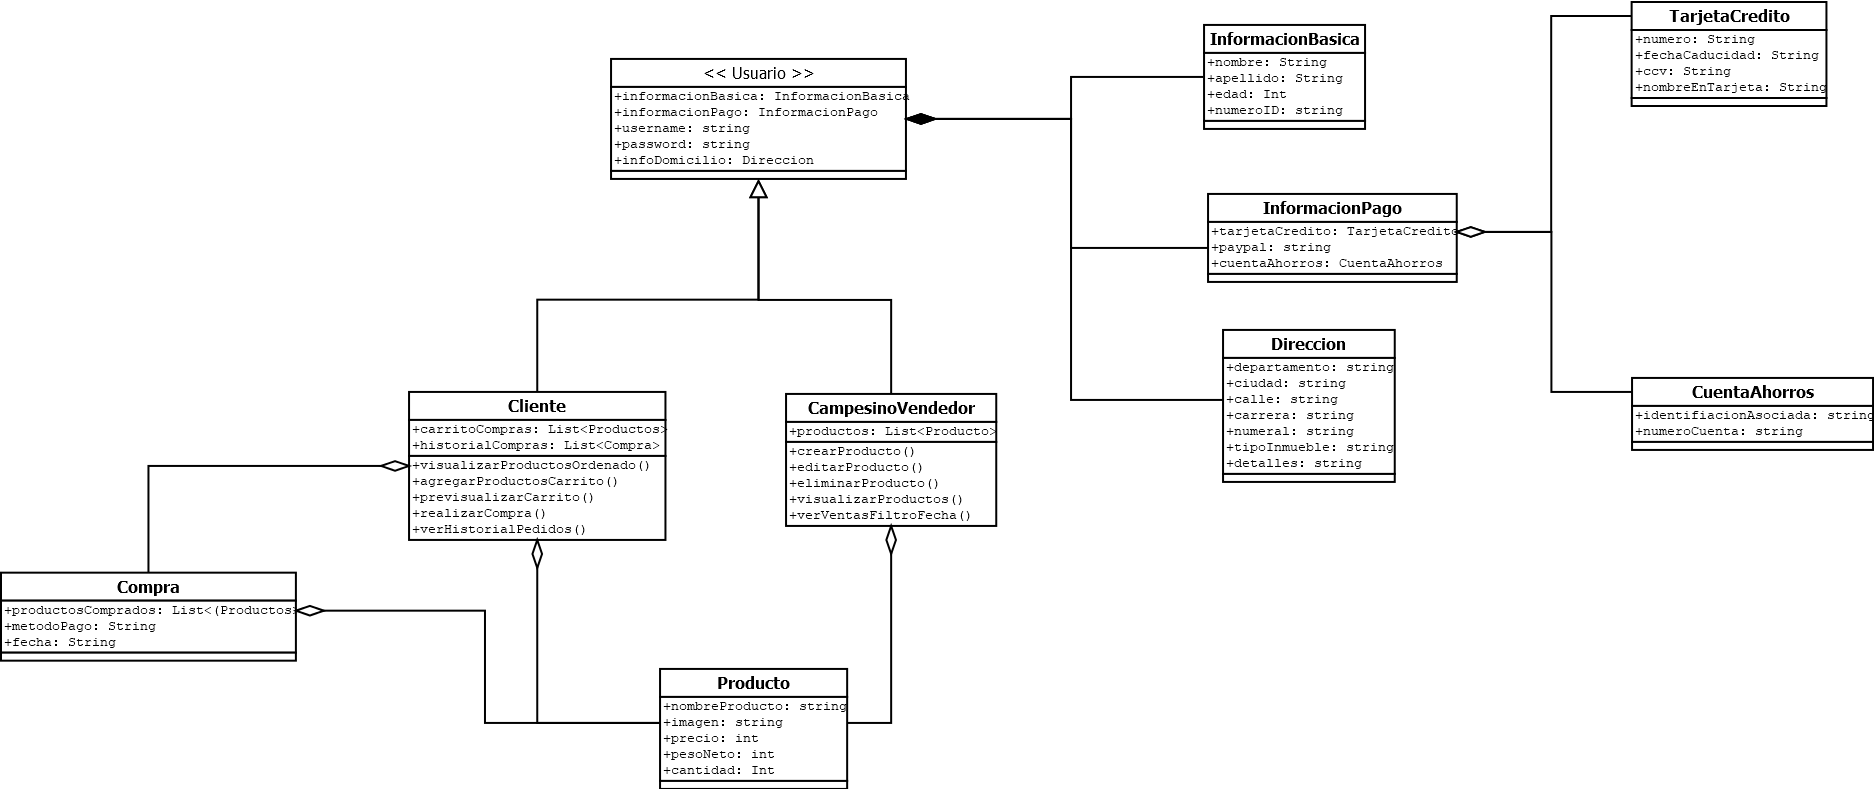 << Usuario >>
+informacionBasica: InformacionBasica
+informacionPago: InformacionPago
+username: string
+password: string
+infoDomicilio: Direccion
InformacionBasica
+nombre: String
+apellido: String
+edad: Int
+numeroID: string
TarjetaCredito
+numero: String
+fechaCaducidad: String
+ccv: String
+nombreEnTarjeta: String
InformacionPago
+tarjetaCredito: TarjetaCredito
+paypal: string
+cuentaAhorros: CuentaAhorros
Direccion
+departamento: string
+ciudad: string
+calle: string
+carrera: string
+numeral: string
+tipoInmueble: string
+detalles: string
CuentaAhorros
+identifiacionAsociada: string
+numeroCuenta: string
Cliente
+carritoCompras: List<Productos>
+historialCompras: List<Compra>
+visualizarProductosOrdenado()
+agregarProductosCarrito()
+previsualizarCarrito()
+realizarCompra()
+verHistorialPedidos()
CampesinoVendedor
+productos: List<Producto>
+crearProducto()
+editarProducto()
+eliminarProducto()
+visualizarProductos()
+verVentasFiltroFecha()
Compra
+productosComprados: List<(Productos>
+metodoPago: String
+fecha: String
Producto
+nombreProducto: string
+imagen: string
+precio: int
+pesoNeto: int
+cantidad: Int